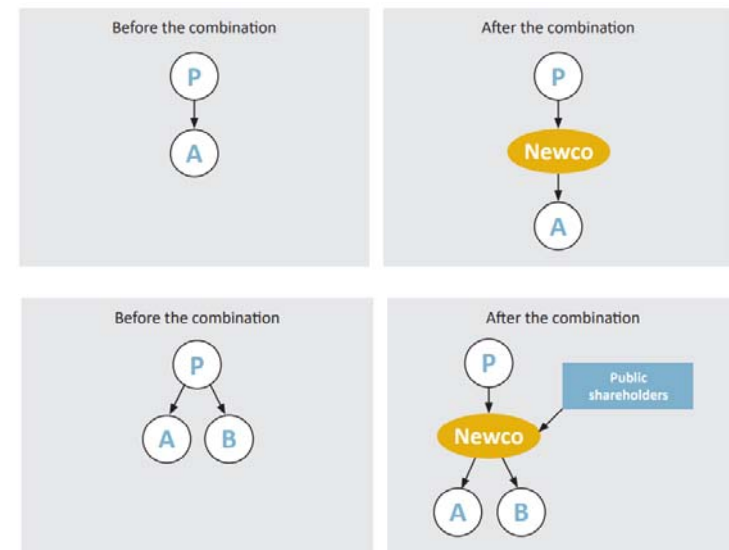 Before the combination
P
A
After the combination
P
Newco
A
Before the combination
P
A B
After the combination
P
Public
shareholders
Newco
A B